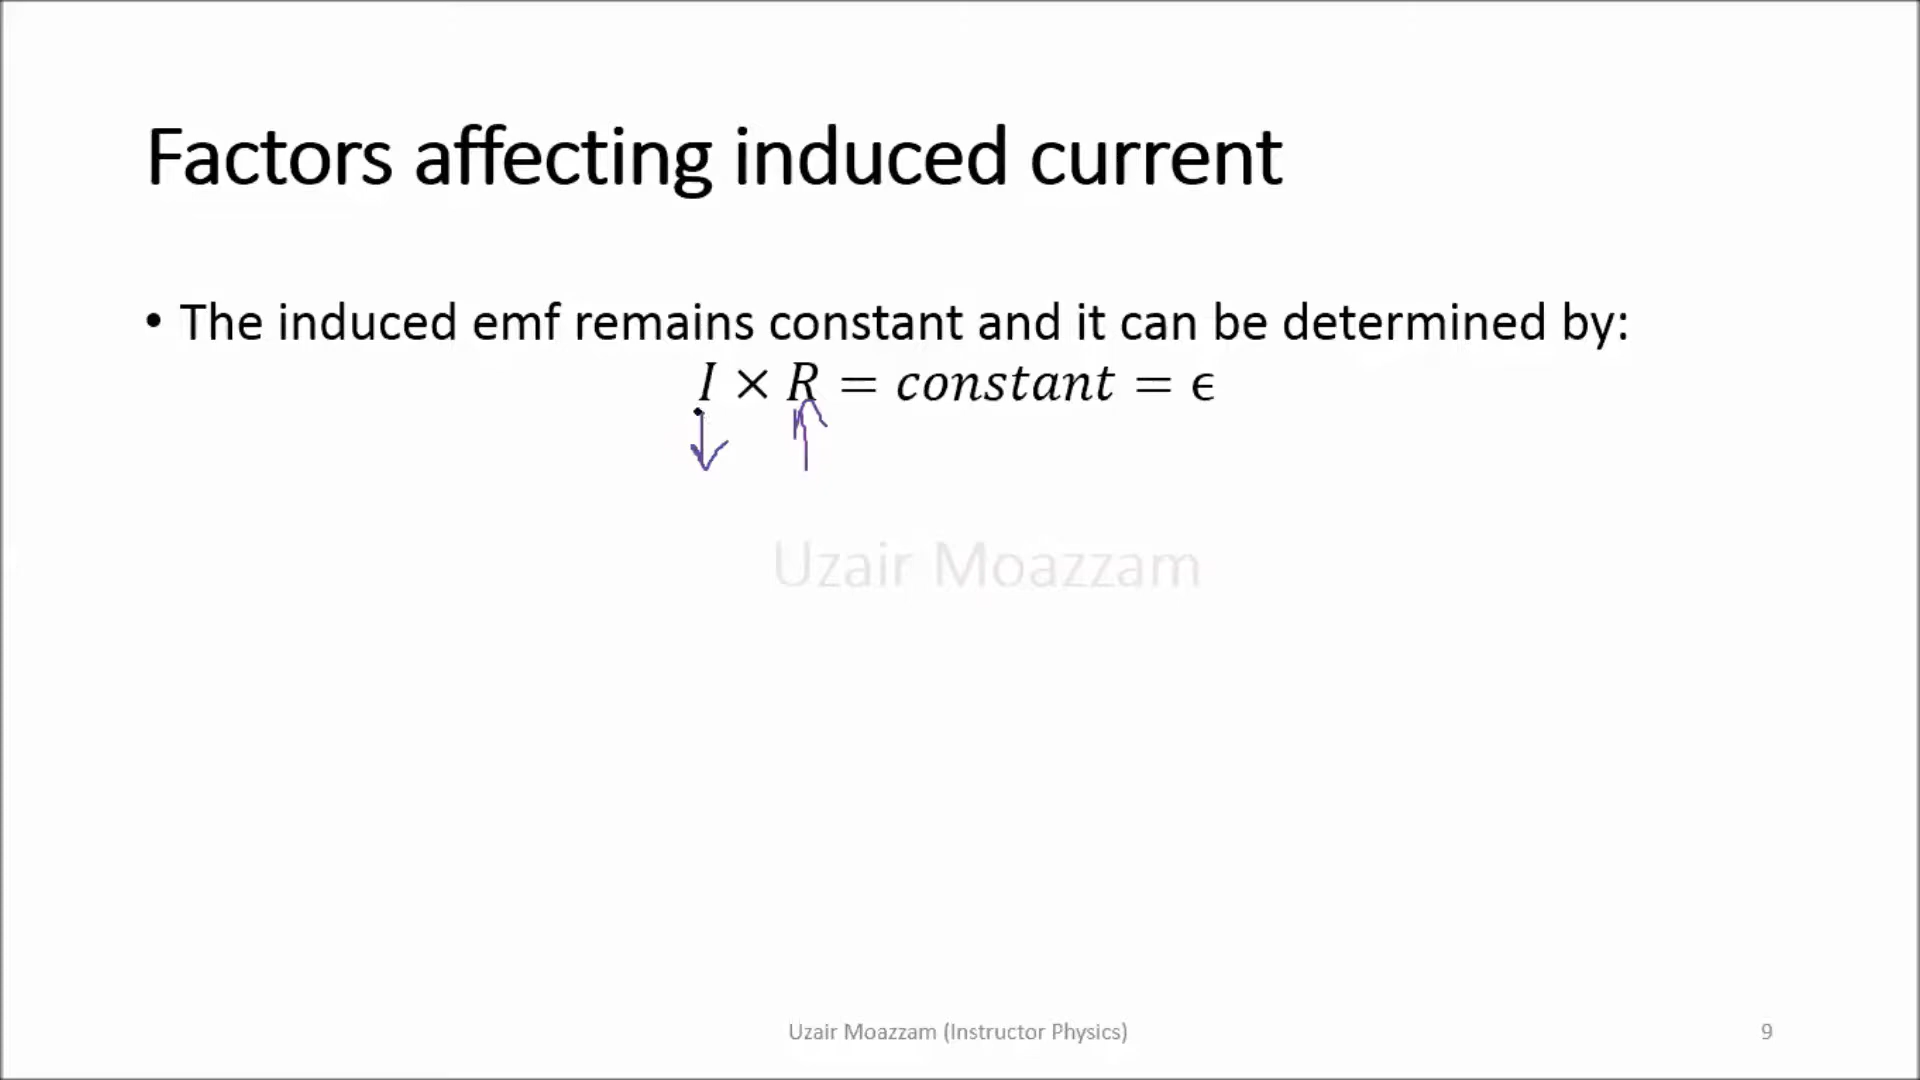 Factors affecting induced current
• The induced emf remains constant and it can be determined by:
I × R = constant = ϵ
Uzair Moazzam
Uzair Moazzam (Instructor Physics)
9